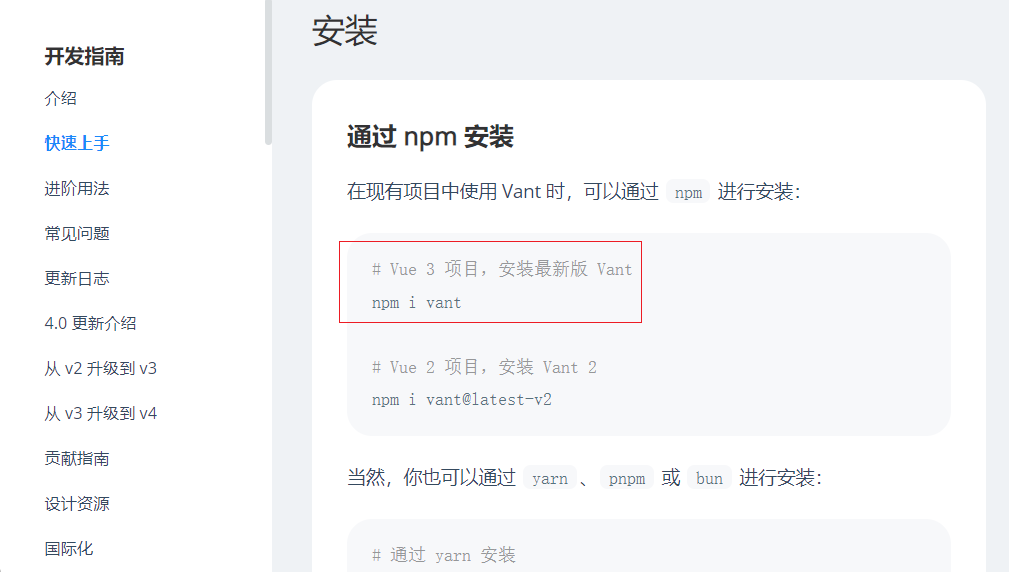 开发指南
介绍
快速上手
进阶用法
常见问题
更新日志
4.0 更新介绍
从 v2 升级到 v3
从 v3 升级到 v4
贡献指南
设计资源
国际化
安装
通过 npm 安装
在现有项目中使用 Vant 时，可以通过 npm 进行安装：
# Vue 3 项目，安装最新版 Vant
npm i vant
# Vue 2 项目，安装 Vant 2
npm i vant@latest-v2
当然，你也可以通过 yarn 、 pnpm 或 bun 进行安装：
# 通过 yarn 安装